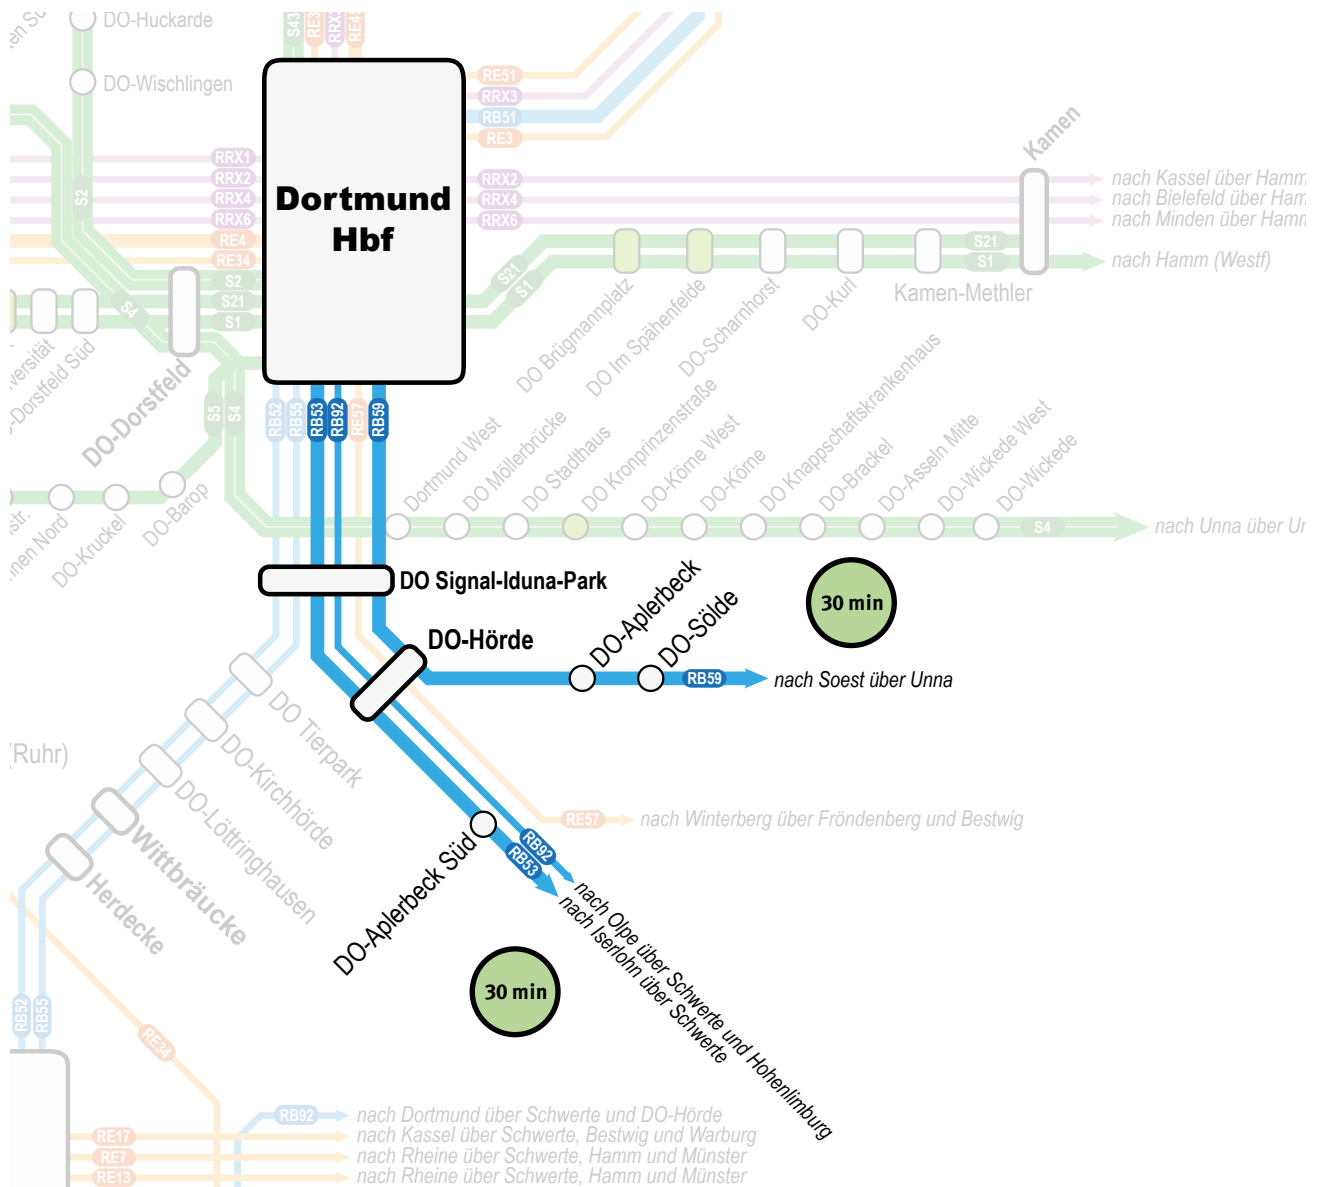 DO-Huckarde
DO-Wischlingen
S43
RE51
RRX3
RB51
RE3
Kamen
RRX1
RRX2
RRX4
RRX6
RE4
RE34
S2
S2
S21
S1
S4
Dortmund
Hbf
RRX2
RRX4
RRX6
nach Kassel über Hamm
nach Bielefeld über Ham
nach Minden über Hamm
S21
S1
S21
S1
nach Hamm (Westf)
DO Brügmannplatz
DO Im Spähenfelde
DO-Scharnhorst
DO-Kurl
Kamen-Methler
versität
-Dorstfeld Süd
DO-Dorstfeld
S5
S4
RB52
RB55
RB53
RB92
RE57
RB59
Dortmund West
DO Möllerbrücke
DO Stadthaus
DO Kronprinzenstraße
DO-Körne West
DO-Körne
DO Knappschaftskrankenhaus
DO-Brackel
DO-Asseln Mitte
DO-Wickede West
DO-Wickede
S4
nach Unna über Ur
str.
nen Nord
DO-Kruckel
DO-Barop
DO Signal-Iduna-Park
DO-Hörde
DO-Aplerbeck
DO-Sölde
30 min
RB59
nach Soest über Unna
(Ruhr)
DO Tierpark
DO-Kirchhörde
DO-Löttringhausen
Wittbräucke
Herdecke
RE57
nach Winterberg über Fröndenberg und Bestwig
DO-Aplerbeck Süd
RB92
RB53
nach Olpe über Schwerte und Hohenlimburg
nach Iserlohn über Schwerte
30 min
RB52
RB55
RE34
RB92
nach Dortmund über Schwerte und DO-Hörde
RE17
nach Kassel über Schwerte, Bestwig und Warburg
RE7
nach Rheine über Schwerte, Hamm und Münster
RE13
nach Rheine über Schwerte, Hamm und Münster